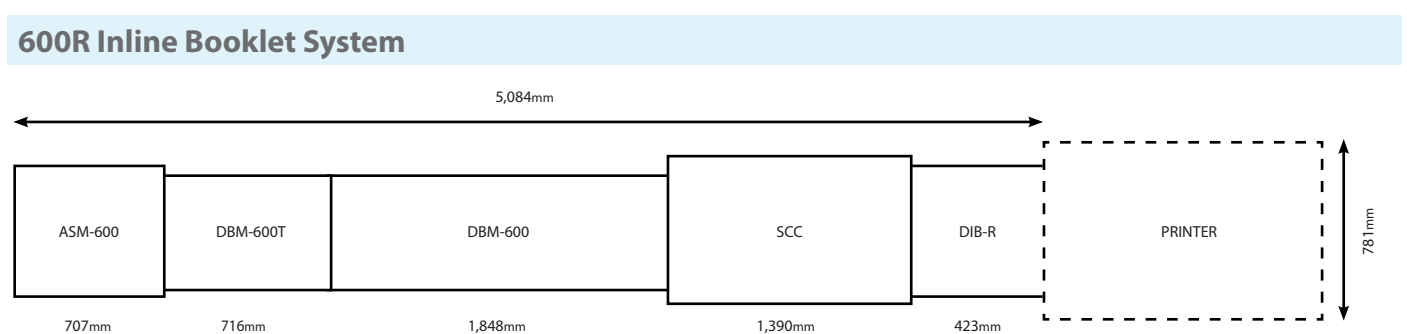 600R Inline Booklet System
5,084mm
ASM-600
DBM-600T
DBM-600
SCC
DIB-R
PRINTER
781mm
707mm
716mm
1,848mm
1,390mm
423mm